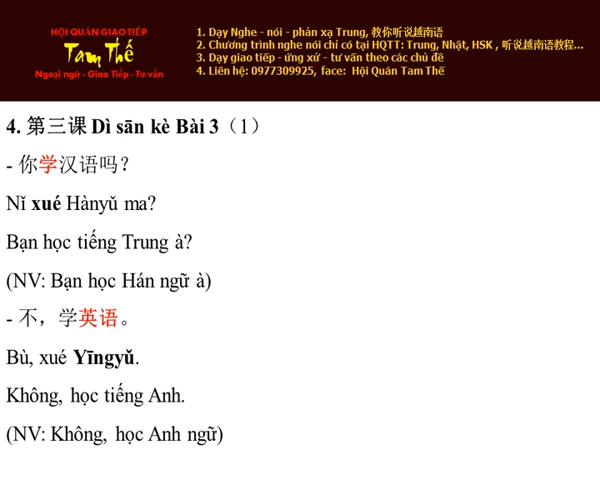 HỘI QUÁN GIAO TIẾP
Tam Thế
Ngoại ngữ - Giao Tiếp - Tư vấn
1. Dạy Nghe - nói - phản xạ Trung, 教你听说越南语
2. Chương trình nghe nói chỉ có tại HQTT: Trung, Nhật, HSK , 听说越南语教程...
3. Dạy giao tiếp - ứng xử - tư vấn theo các chủ đề
4. Liên hệ: 0977309925, face: Hội Quán Tam Thế
4. 第三课 Dì sān kè Bài 3（1）
- 你学汉语吗？
Nǐ xué Hànyǔ ma?
Bạn học tiếng Trung à?
(NV: Bạn học Hán ngữ à)
- 不，学英语。
Bù, xué Yīngyǔ.
Không, học tiếng Anh.
(NV: Không, học Anh ngữ)